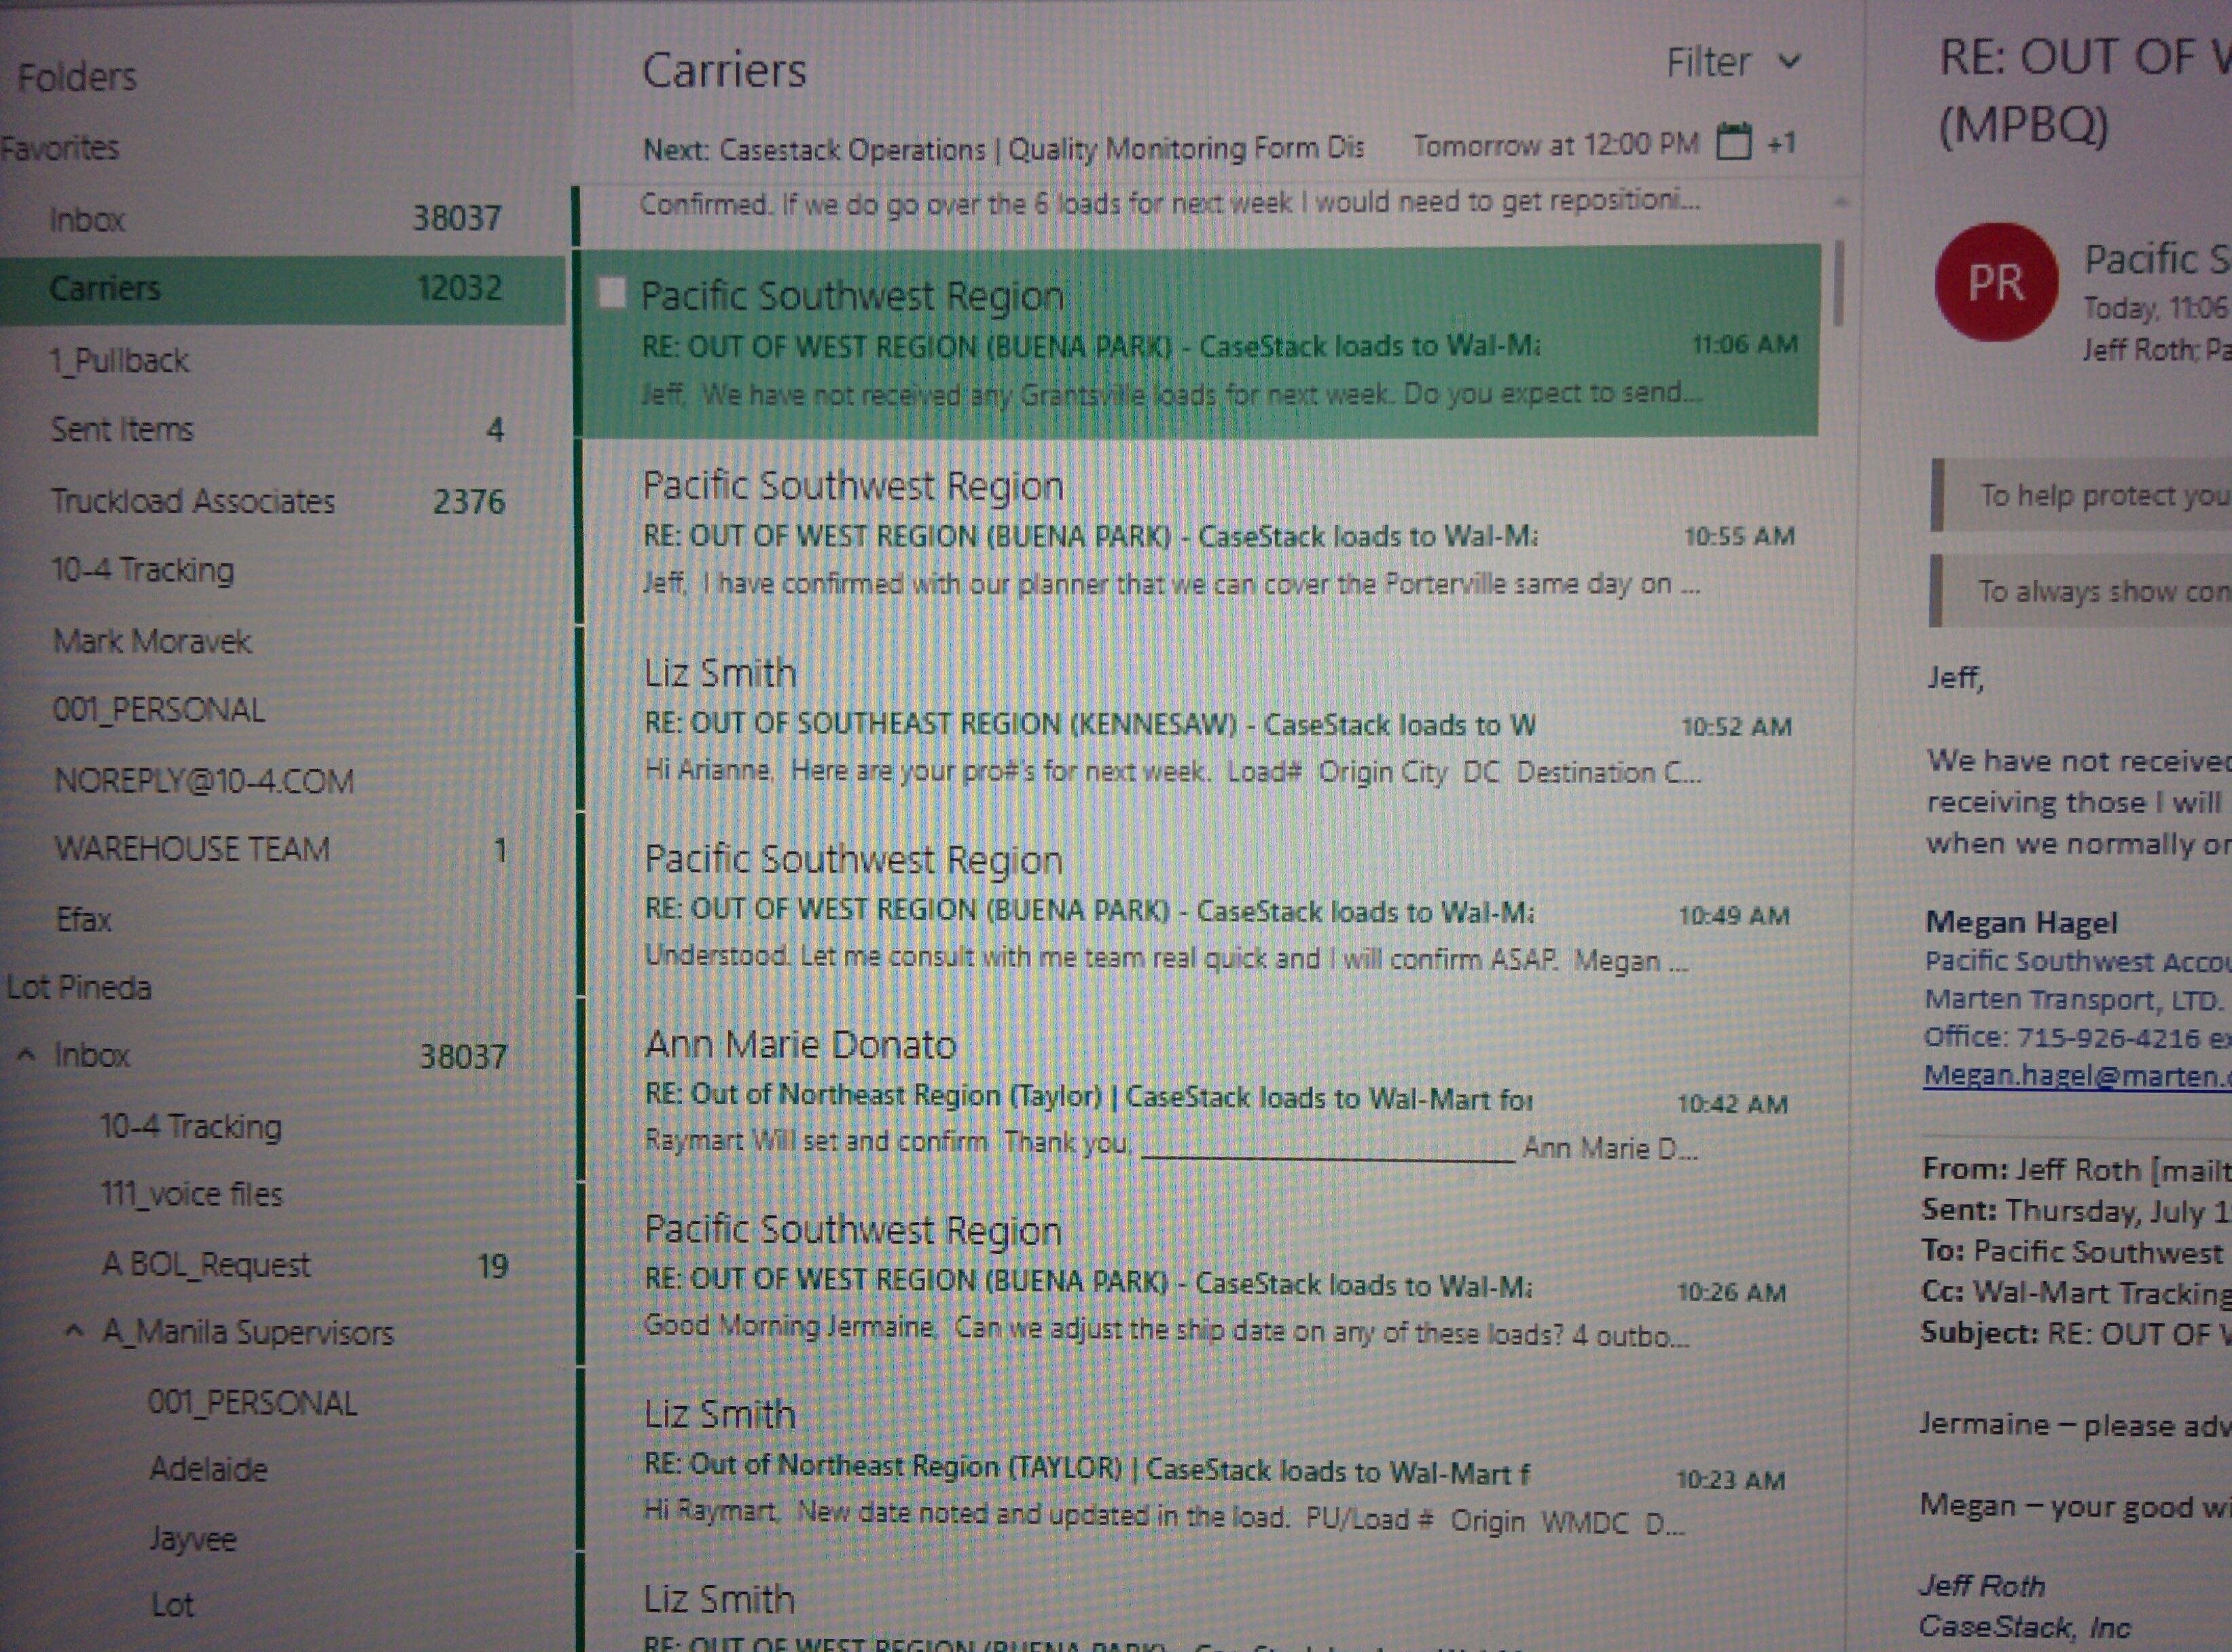 Folders
Favorites
Inbox 38037
Carriers 12032
1_Pullback
Sent Items 4
Truckload Associates 2376
10-4 Tracking
Mark Moravek
001_PERSONAL
NOREPLY@10-4.COM
WAREHOUSE TEAM 1
Efax
Lot Pineda
Inbox 38037
10-4 Tracking
111_voice files
A BOL_Request 19
A_Manila Supervisors
001_PERSONAL
Adelaide
Jayvee
Lot
Carriers Filter
Next: Casestack Operations | Quality Monitoring Form Dis Tomorrow at 12:00 PM +1
Confirmed. If we do go over the 6 loads for next week I would need to get repositioni...
Pacific Southwest Region
RE: OUT OF WEST REGION (BUENA PARK) - CaseStack loads to Wal-Ma 11:06 AM
Jeff, We have not received any Grantsville loads for next week. Do you expect to send...
Pacific Southwest Region
RE: OUT OF WEST REGION (BUENA PARK) - CaseStack loads to Wal-Ma 10:55 AM
Jeff, I have confirmed with our planner that we can cover the Porterville same day on ...
Liz Smith
RE: OUT OF SOUTHEAST REGION (KENNESAW) - CaseStack loads to W 10:52 AM
Hi Arianne, Here are your pro#'s for next week. Load# Origin City DC Destination C...
Pacific Southwest Region
RE: OUT OF WEST REGION (BUENA PARK) - CaseStack loads to Wal-Ma 10:49 AM
Understood. Let me consult with me team real quick and I will confirm ASAP. Megan ...
Ann Marie Donato
RE: Out of Northeast Region (Taylor) | CaseStack loads to Wal-Mart for 10:42 AM
Raymart Will set and confirm Thank you, ______________________ Ann Marie D...
Pacific Southwest Region
RE: OUT OF WEST REGION (BUENA PARK) - CaseStack loads to Wal-Ma 10:26 AM
Good Morning Jermaine, Can we adjust the ship date on any of these loads? 4 outbo...
Liz Smith
RE: Out of Northeast Region (TAYLOR) | CaseStack loads to Wal-Mart f 10:23 AM
Hi Raymart, New date noted and updated in the load. PU/Load # Origin WMDC D...
Liz Smith
RE: OUT OF WEST REGION (BUENA PARK)
RE: OUT OF W
(MPBQ)
PR
Pacific S
Today, 11:06
Jeff Roth; Pa
To help protect you
To always show con
Jeff,
We have not received
receiving those I will
when we normally or
Megan Hagel
Pacific Southwest Accou
Marten Transport, LTD.
Office: 715-926-4216 ex
Megan.hagel@marten.c
From: Jeff Roth [mailt
Sent: Thursday, July 1
To: Pacific Southwest
Cc: Wal-Mart Tracking
Subject: RE: OUT OF W
Jermaine – please adv
Megan – your good wi
Jeff Roth
CaseStack, Inc